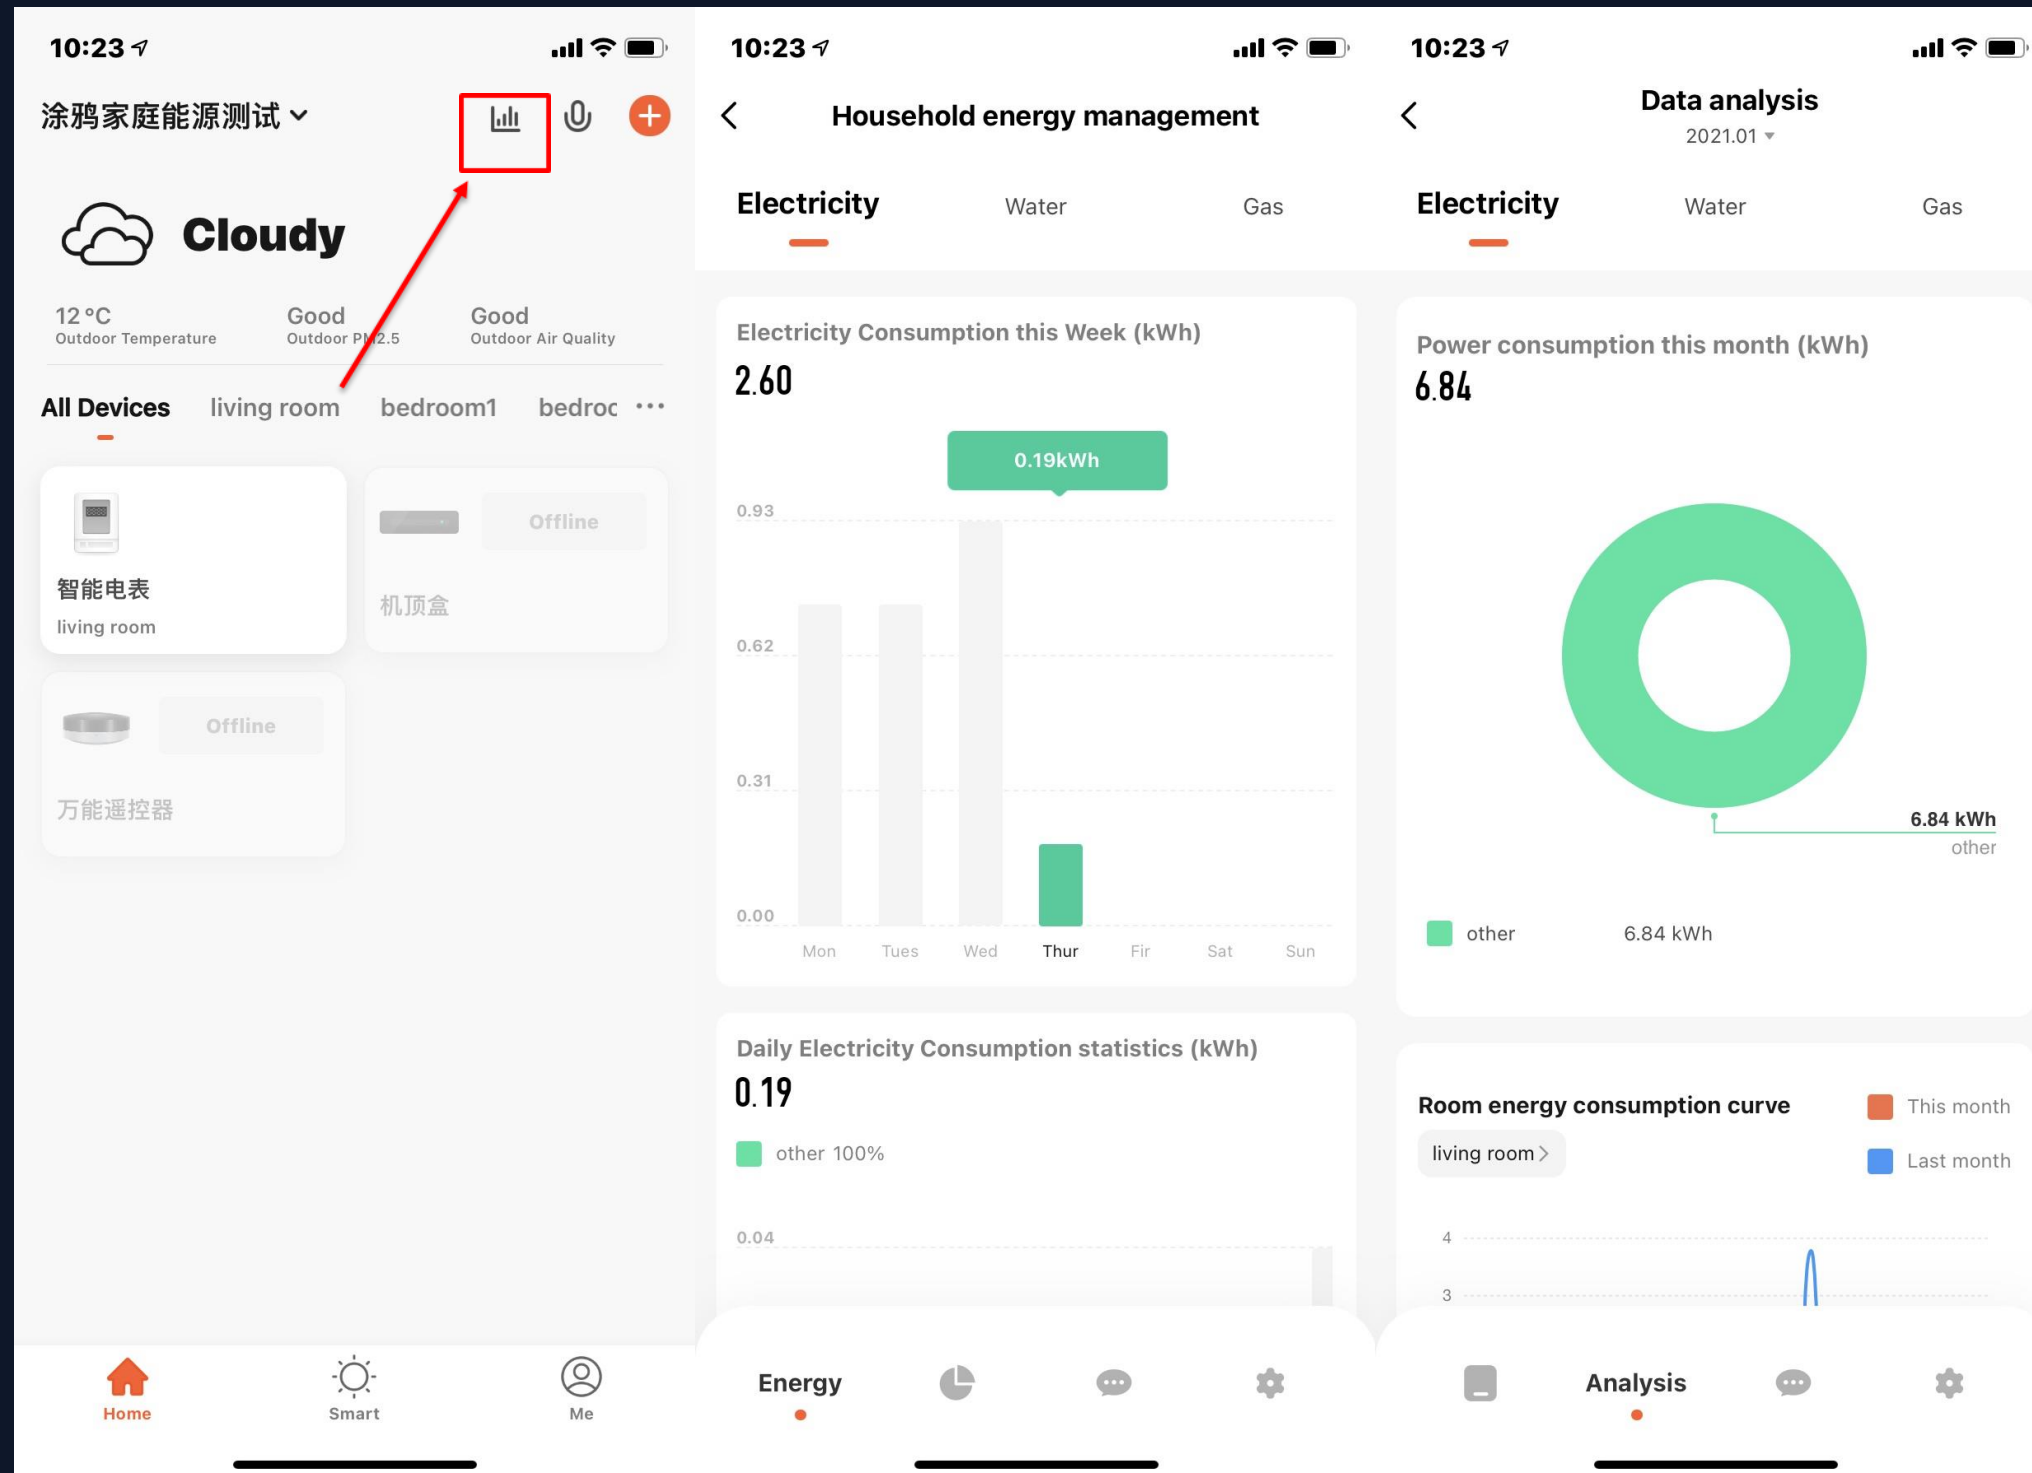 10:23
涂鸦家庭能源测试
Cloudy
12 °C
Outdoor Temperature
Good
Outdoor PM2.5
Good
Outdoor Air Quality
All Devices
living room
bedroom1
bedroc
智能电表
living room
Offline
机顶盒
Offline
万能遥控器
Home
Smart
Me
10:23
Household energy management
Electricity
Water
Gas
Electricity Consumption this Week (kWh)
2.60
0.19kWh
0.93
0.62
0.31
0.00
Mon
Tues
Wed
Thur
Fir
Sat
Sun
Daily Electricity Consumption statistics (kWh)
0.19
other 100%
0.04
Energy
10:23
Data analysis
2021.01
Electricity
Water
Gas
Power consumption this month (kWh)
6.84
6.84 kWh
other
other 6.84 kWh
Room energy consumption curve
This month
living room >
Last month
4
3
Analysis